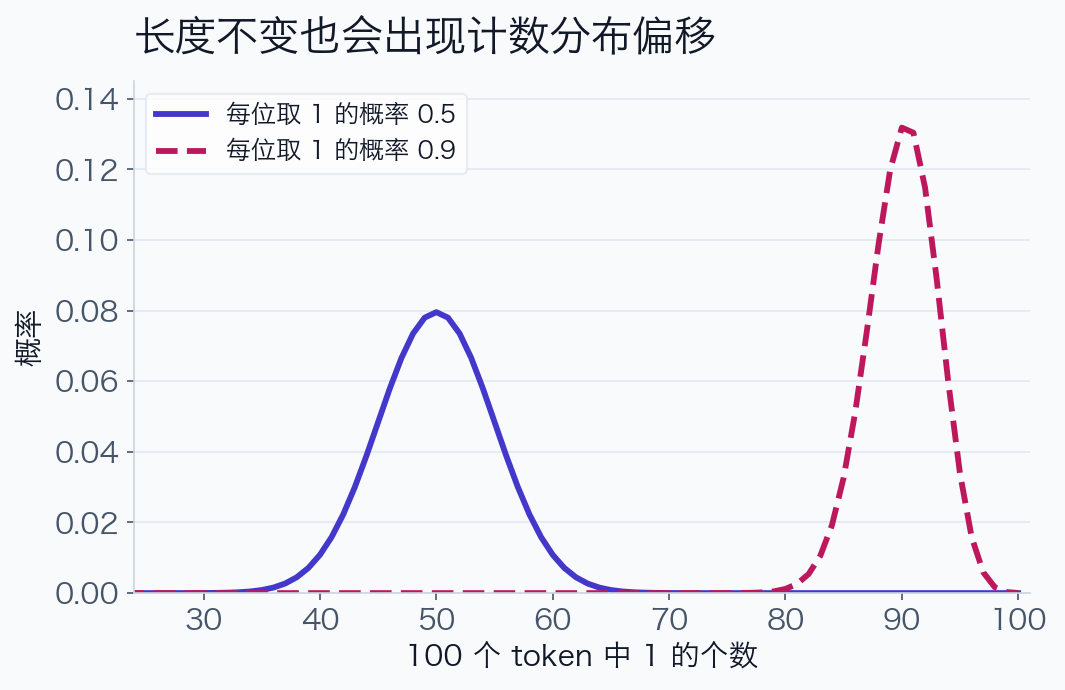 长度不变也会出现计数分布偏移
每位取 1 的概率 0.5
每位取 1 的概率 0.9
概率
0.14
0.12
0.10
0.08
0.06
0.04
0.02
0.00
30 40 50 60 70 80 90 100
100 个 token 中 1 的个数